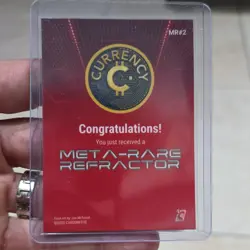 MR#2
CURRENCY
Congratulations!
You just received a
META-RARE
REFRACTOR